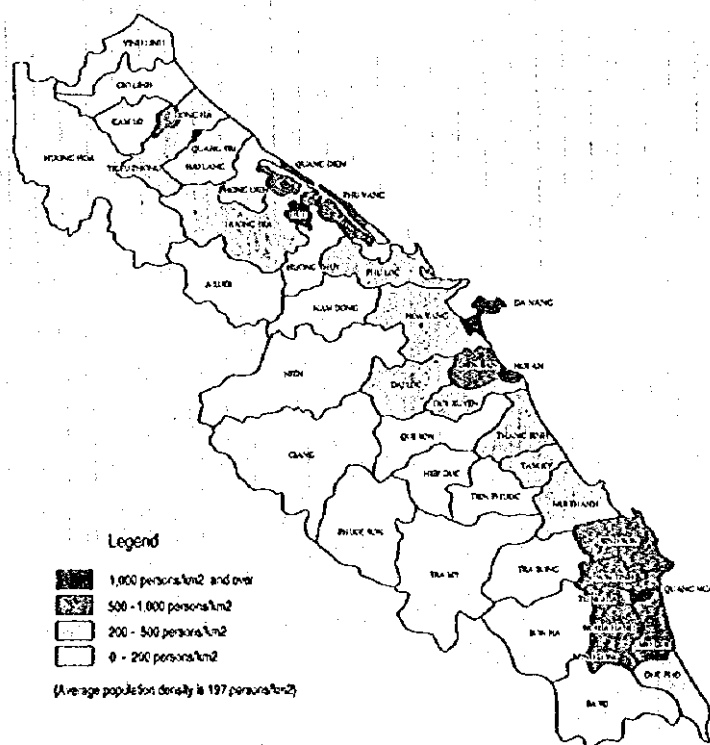 VINH LINH
GIO LINH
CAM LO
DONG HA
HUONG HOA
QUANG TRI
TRIEU PHONG
HAI LANG
QUANG DIEN
PHONG DIEN
PHU VANG
HUE
HUONG TRA
HUONG THUY
PHU LOC
A LUOI
NAM DONG
HOA VANG
DA NANG
HIEN
DIEN BAN
HOI AN
DAI LOC
DUY XUYEN
QUE SON
THANG BINH
GIANG
HIEP DUC
TAM KY
TIEN PHUOC
NUI THANH
PHUOC SON
TRA MY
TRA BONG
QUANG NGA
SON HA
DUC PHO
BA TO
Legend
1,000 persons/km2 and over
500 - 1,000 persons/km2
200 - 500 persons/km2
0 - 200 persons/km2
(Average population density is 197 persons/km2)